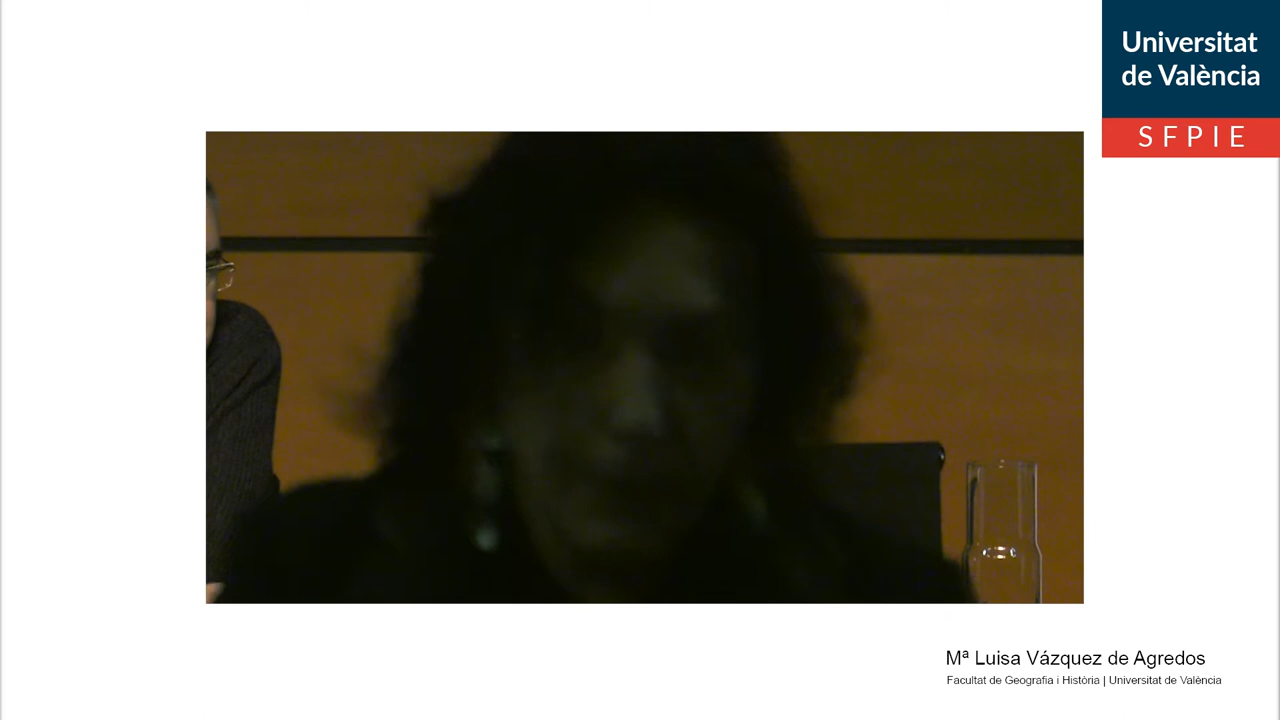 Universitat
de València
SFPIE
Mª Luisa Vázquez de Agredos
Facultat de Geografia i Història | Universitat de València